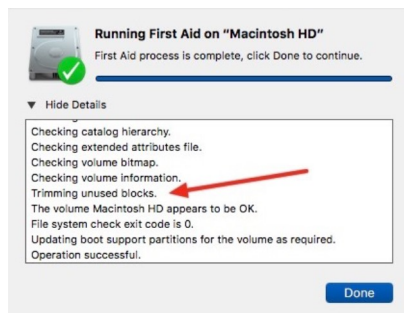 Running First Aid on "Macintosh HD"
First Aid process is complete, click Done to continue.
Hide Details
Checking catalog hierarchy.
Checking extended attributes file.
Checking volume bitmap.
Checking volume information.
Trimming unused blocks.
The volume Macintosh HD appears to be OK.
File system check exit code is 0.
Updating boot support partitions for the volume as required.
Operation successful.
Done